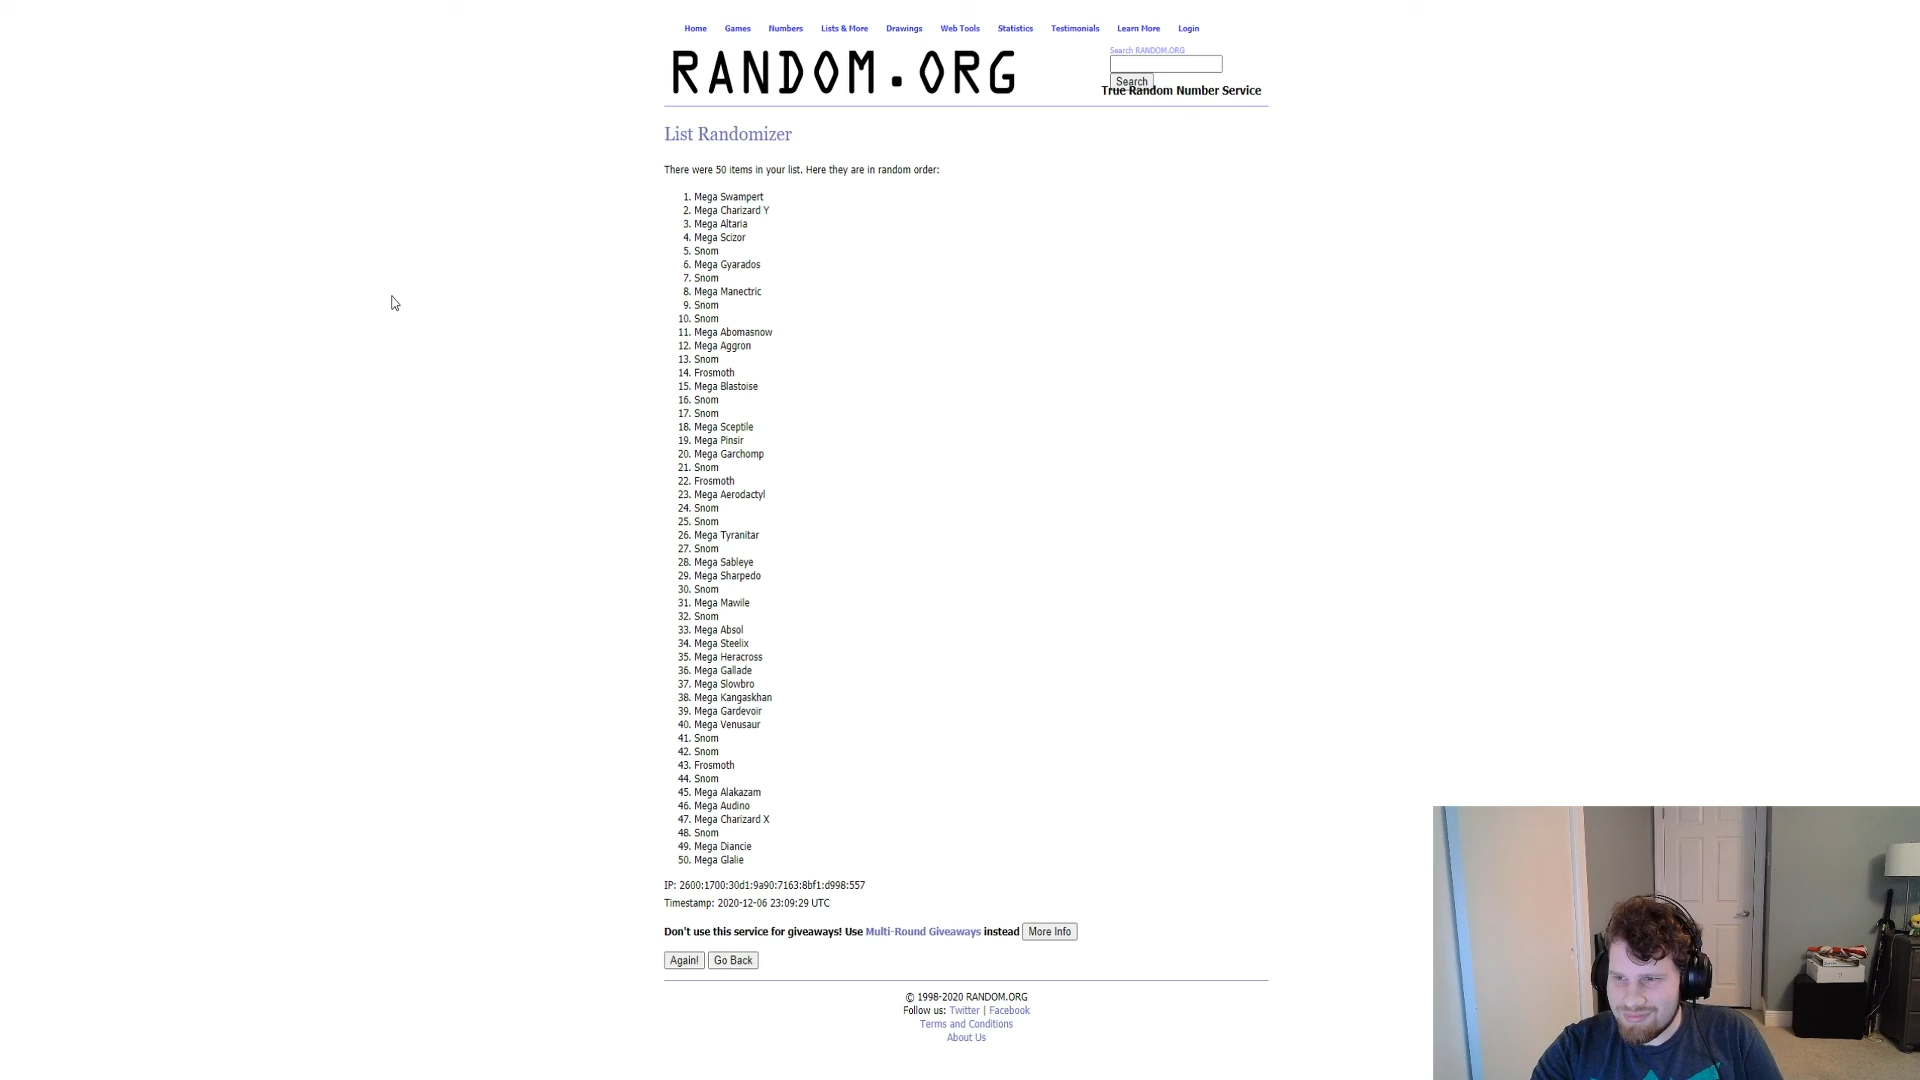 Home Games Numbers Lists & More Drawings Web Tools Statistics Testimonials Learn More Login
Search RANDOM.ORG
RANDOM.ORG
Search
True Random Number Service
List Randomizer
There were 50 items in your list. Here they are in random order:
1. Mega Swampert
2. Mega Charizard Y
3. Mega Altaria
4. Mega Scizor
5. Snom
6. Mega Gyarados
7. Snom
8. Mega Manectric
9. Snom
10. Snom
11. Mega Abomasnow
12. Mega Aggron
13. Snom
14. Frosmoth
15. Mega Blastoise
16. Snom
17. Snom
18. Mega Sceptile
19. Mega Pinsir
20. Mega Garchomp
21. Snom
22. Frosmoth
23. Mega Aerodactyl
24. Snom
25. Snom
26. Mega Tyranitar
27. Snom
28. Mega Sableye
29. Mega Sharpedo
30. Snom
31. Mega Mawile
32. Snom
33. Mega Absol
34. Mega Steelix
35. Mega Heracross
36. Mega Gallade
37. Mega Slowbro
38. Mega Kangaskhan
39. Mega Gardevoir
40. Mega Venusaur
41. Snom
42. Snom
43. Frosmoth
44. Snom
45. Mega Alakazam
46. Mega Audino
47. Mega Charizard X
48. Snom
49. Mega Diancie
50. Mega Glalie
IP: 2600:1700:30d1:9a90:7163:8bf1:d998:557
Timestamp: 2020-12-06 23:09:29 UTC
Don't use this service for giveaways! Use Multi-Round Giveaways instead More Info
Again! Go Back
© 1998-2020 RANDOM.ORG
Follow us: Twitter | Facebook
Terms and Conditions
About Us